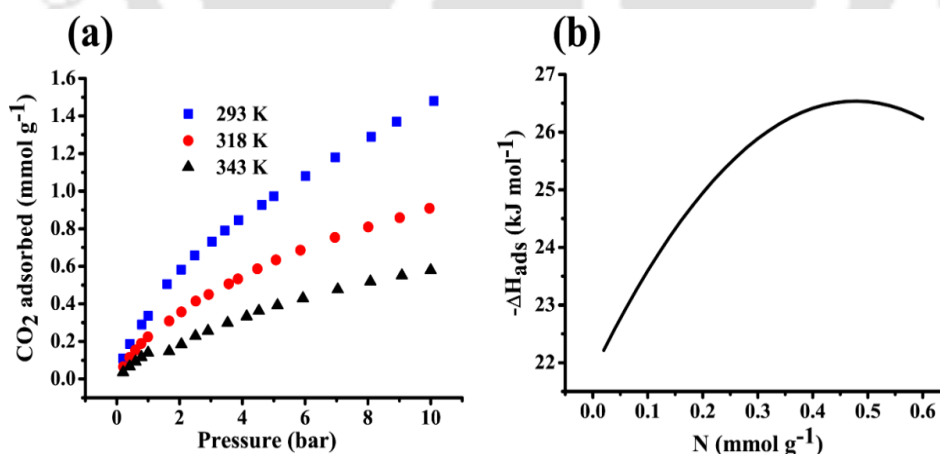 (a)
CO2 adsorbed (mmol g-1)
1.6
1.4
1.2
1.0
0.8
0.6
0.4
0.2
0.0
293 K
318 K
343 K
0 2 4 6 8 10
Pressure (bar)
(b)
-ΔHads (kJ mol-1)
27
26
25
24
23
22
0.0 0.1 0.2 0.3 0.4 0.5 0.6
N (mmol g-1)